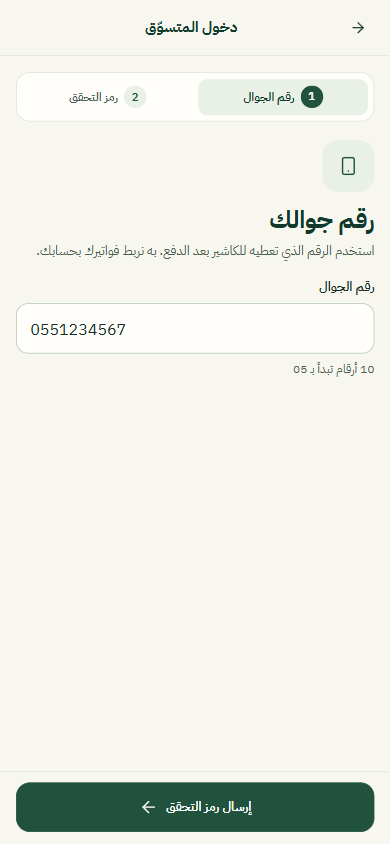 دخول المتسوّق
1 رقم الجوال
2 رمز التحقق
رقم جوالك
استخدم الرقم الذي تعطيه للكاشير بعد الدفع. به نربط فواتيرك بحسابك.
رقم الجوال
0551234567
10 أرقام تبدأ بـ 05
إرسال رمز التحقق